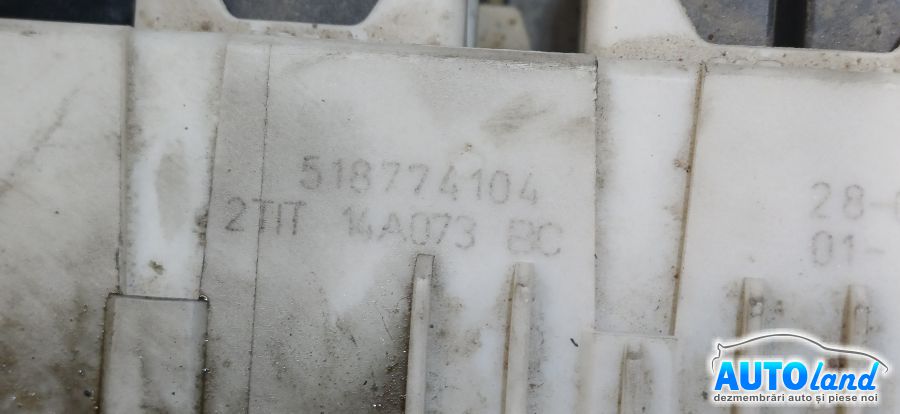 518774104
2T1T 14A073 BC
28-
01-
AUTOland
dezmembrări auto și piese noi